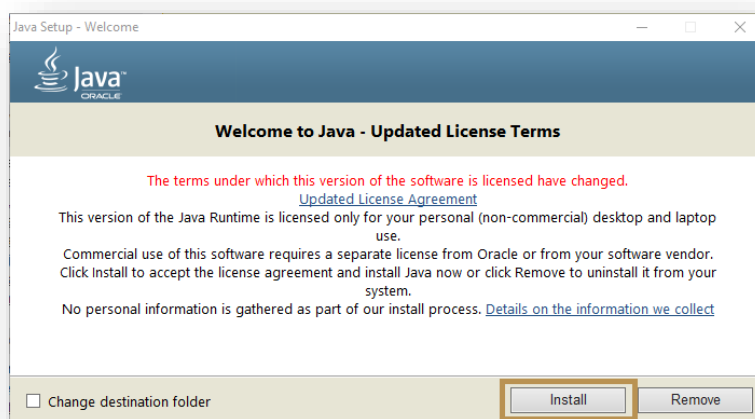 Java Setup - Welcome
Java
ORACLE
Welcome to Java - Updated License Terms
The terms under which this version of the software is licensed have changed.
Updated License Agreement
This version of the Java Runtime is licensed only for your personal (non-commercial) desktop and laptop
use.
Commercial use of this software requires a separate license from Oracle or from your software vendor.
Click Install to accept the license agreement and install Java now or click Remove to uninstall it from your
system.
No personal information is gathered as part of our install process. Details on the information we collect
Change destination folder
Install
Remove